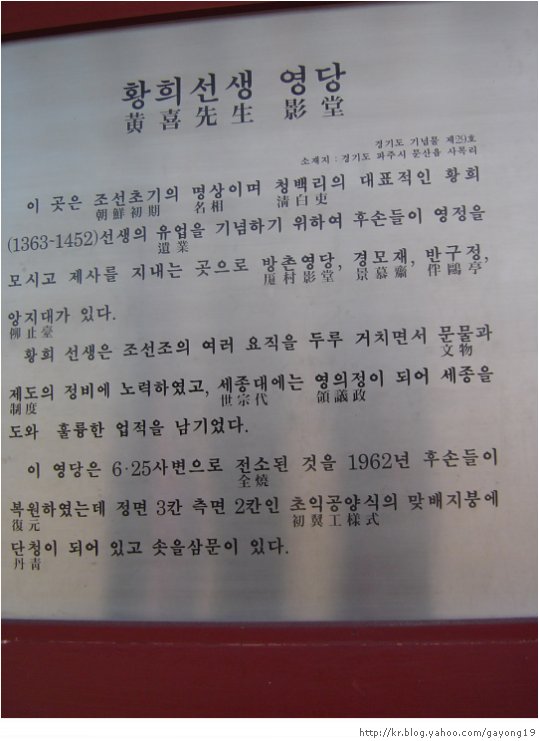 황희선생 영당
黃喜先生 影堂
경기도 기념물 제29호
소재지 : 경기도 파주시 문산읍 사목리
이 곳은 조선초기의 명상이며 청백리의 대표적인 황희
朝鮮初期 名相 淸白吏
(1363-1452)선생의 유업을 기념하기 위하여 후손들이 영정을
遺業
모시고 제사를 지내는 곳으로 방촌영당, 경모재, 반구정,
厖村影堂 景慕齋 伴鷗亭
앙지대가 있다.
仰止臺
황희 선생은 조선조의 여러 요직을 두루 거치면서 문물과
文物
제도의 정비에 노력하였고, 세종대에는 영의정이 되어 세종을
制度 世宗代 領議政
도와 훌륭한 업적을 남기었다.
이 영당은 6·25사변으로 전소된 것을 1962년 후손들이
全燒
복원하였는데 정면 3칸 측면 2칸인 초익공양식의 맞배지붕에
復元 初翼工樣式
단청이 되어 있고 솟을삼문이 있다.
丹靑
http://kr.blog.yahoo.com/gayong19